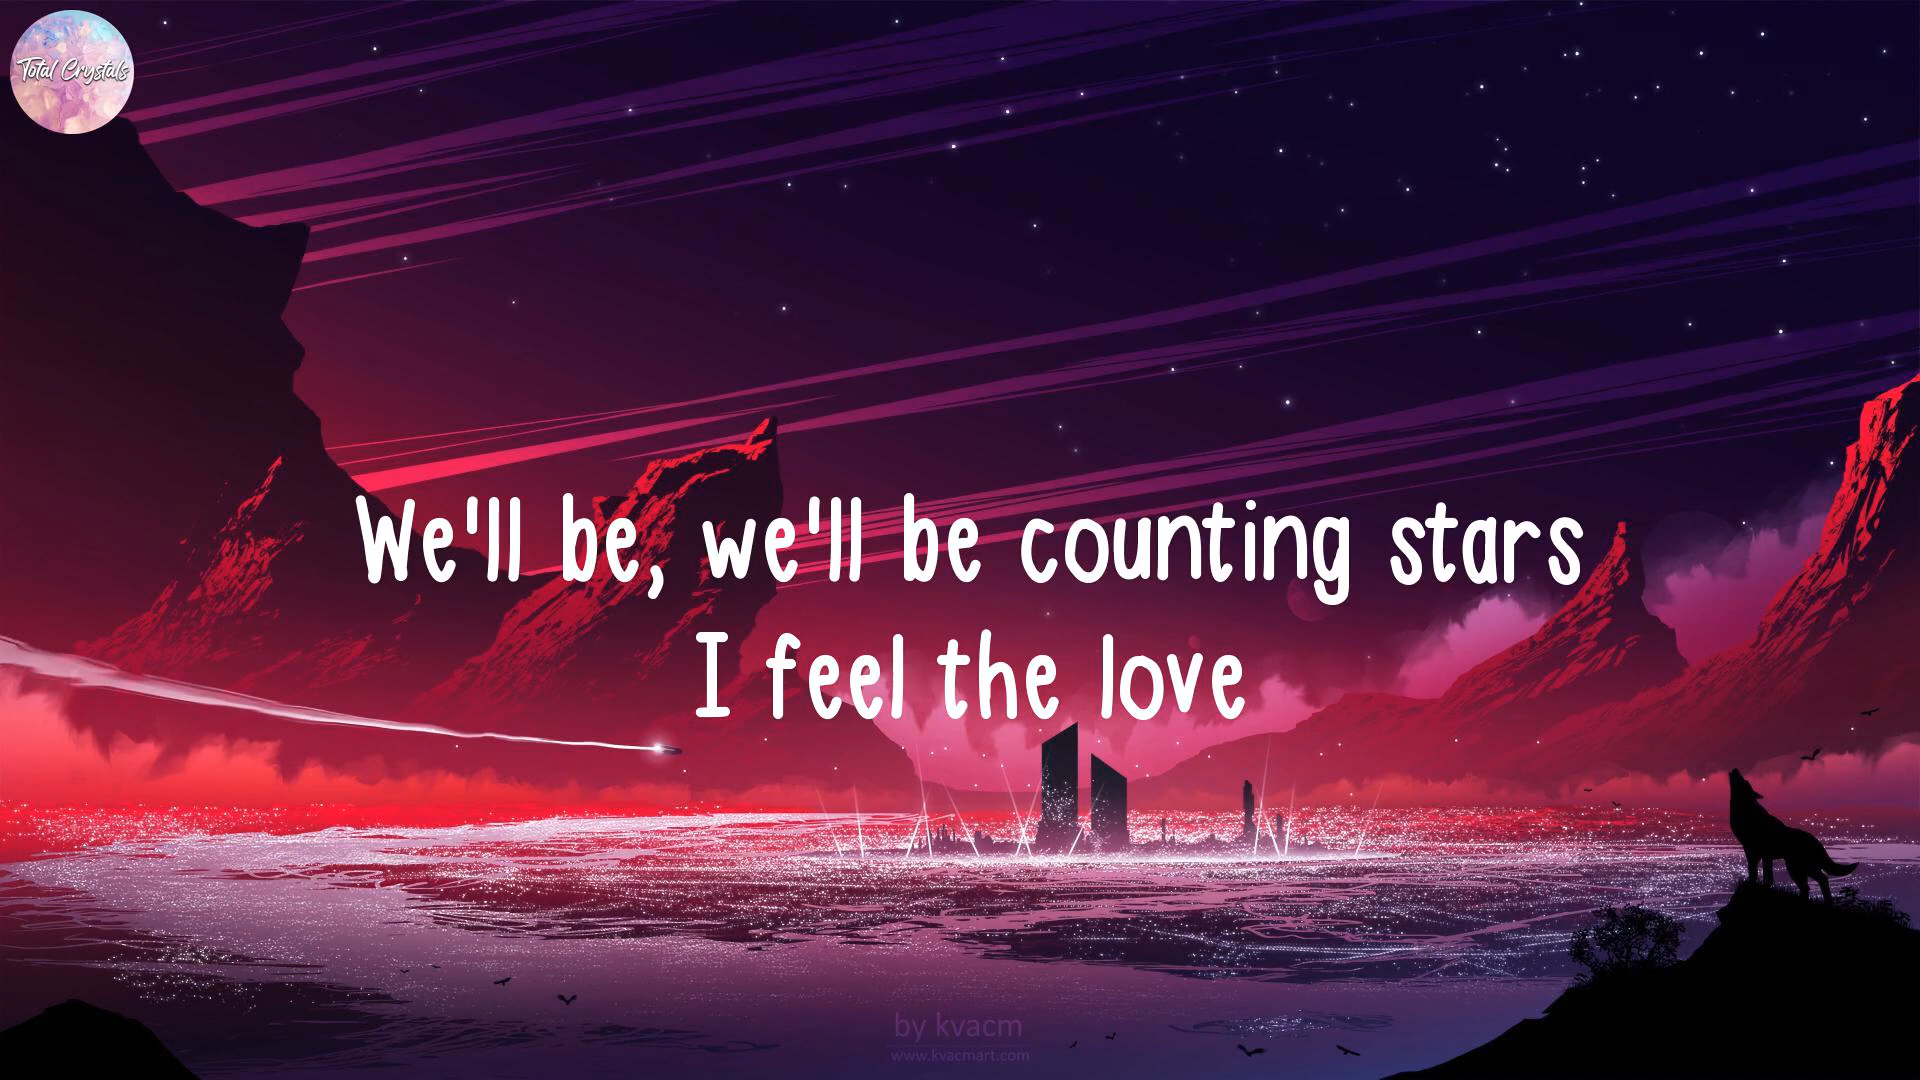 Total Crystals
We'll be, we'll be counting stars
I feel the love
by kvacm
www.kvacmart.com